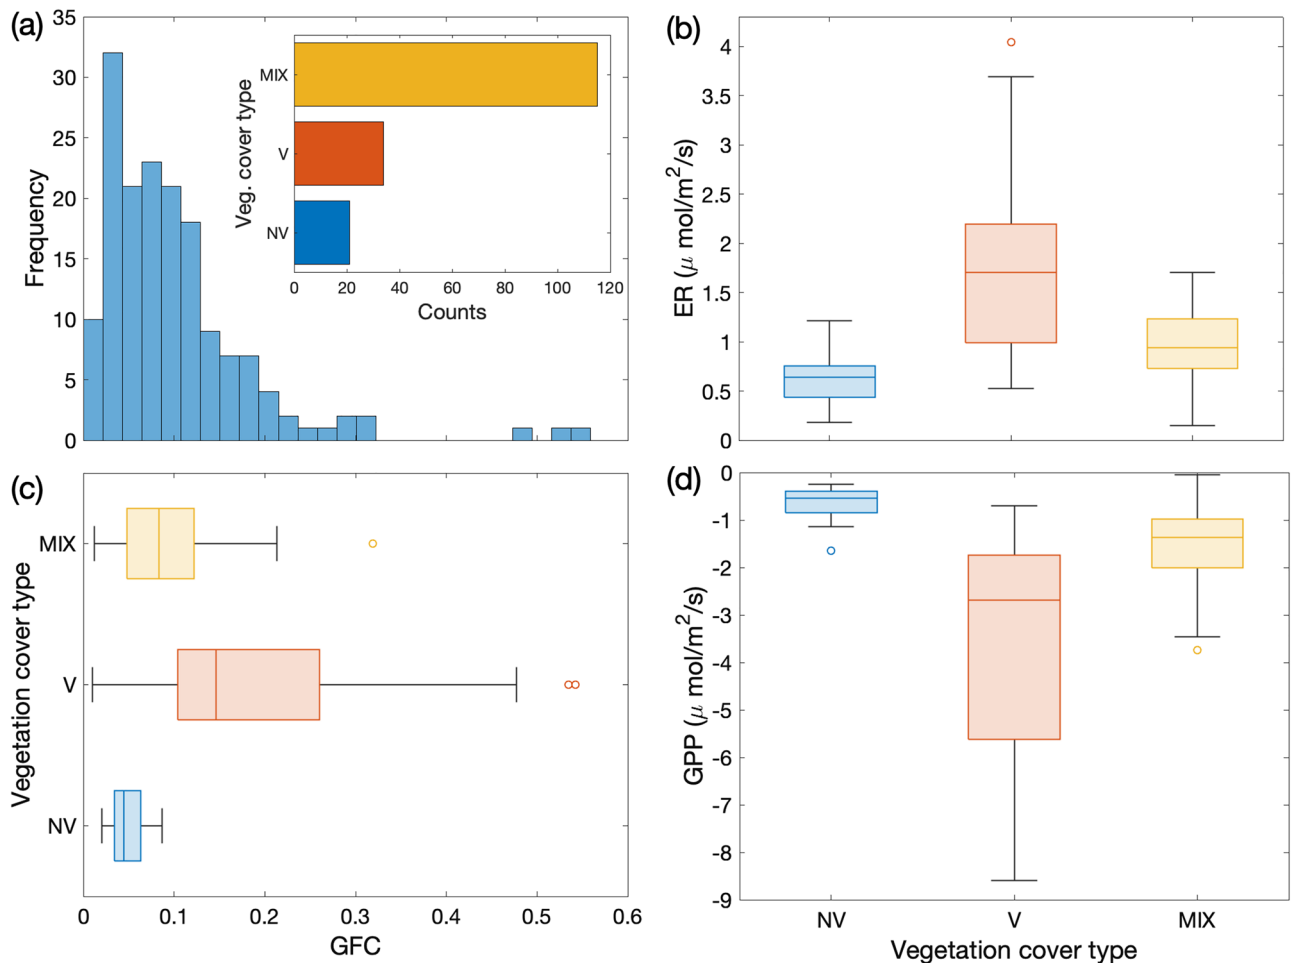 (a)
35
30
25
20
15
10
5
0
Frequency
MIX
V
NV
Veg. cover type
0 20 40 60 80 100 120
Counts
(b)
4
3.5
3
2.5
2
1.5
1
0.5
0
ER (μ mol/m²/s)
(c)
MIX
V
NV
Vegetation cover type
0 0.1 0.2 0.3 0.4 0.5 0.6
GFC
(d)
0
-1
-2
-3
-4
-5
-6
-7
-8
-9
GPP (μ mol/m²/s)
NV V MIX
Vegetation cover type